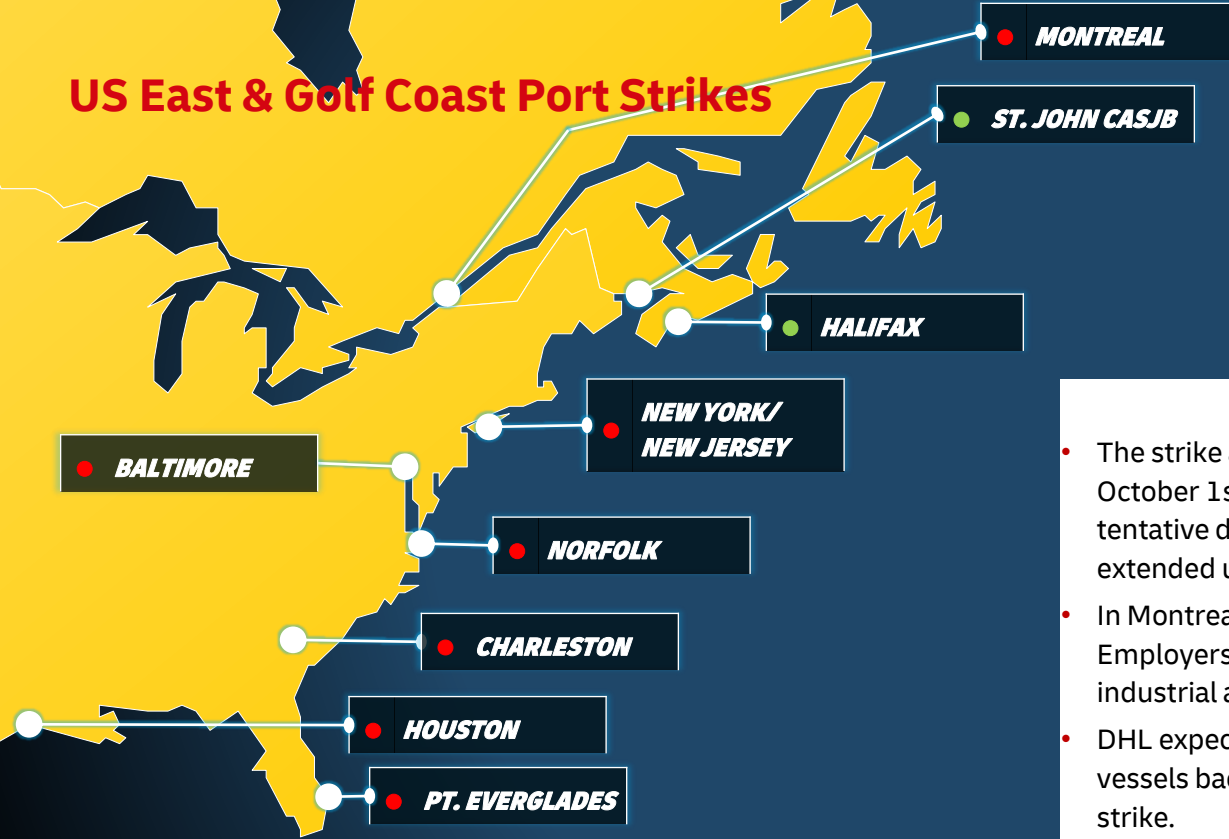 US East & Golf Coast Port Strikes
MONTREAL
ST. JOHN CASJB
HALIFAX
NEW YORK/
NEW JERSEY
BALTIMORE
NORFOLK
CHARLESTON
HOUSTON
PT. EVERGLADES
• The strike
October 1s
tentative d
extended u
• In Montrea
Employers
industrial a
• DHL expec
vessels bac
strike.